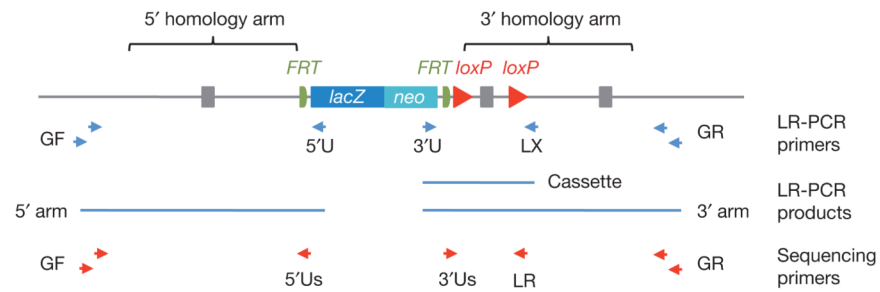 5′ homology arm 3′ homology arm
FRT FRT loxP loxP
lacZ neo
GF 5′U 3′U LX GR LR-PCR
primers
Cassette
5′ arm 3′ arm LR-PCR
products
GF 5′Us 3′Us LR GR Sequencing
primers